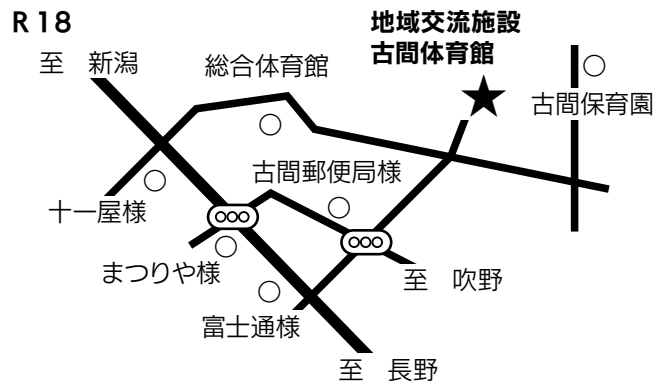 R18
至　新潟
総合体育館
地域交流施設
古間体育館
古間保育園
古間郵便局様
十一屋様
まつりや様
至　吹野
富士通様
至　長野